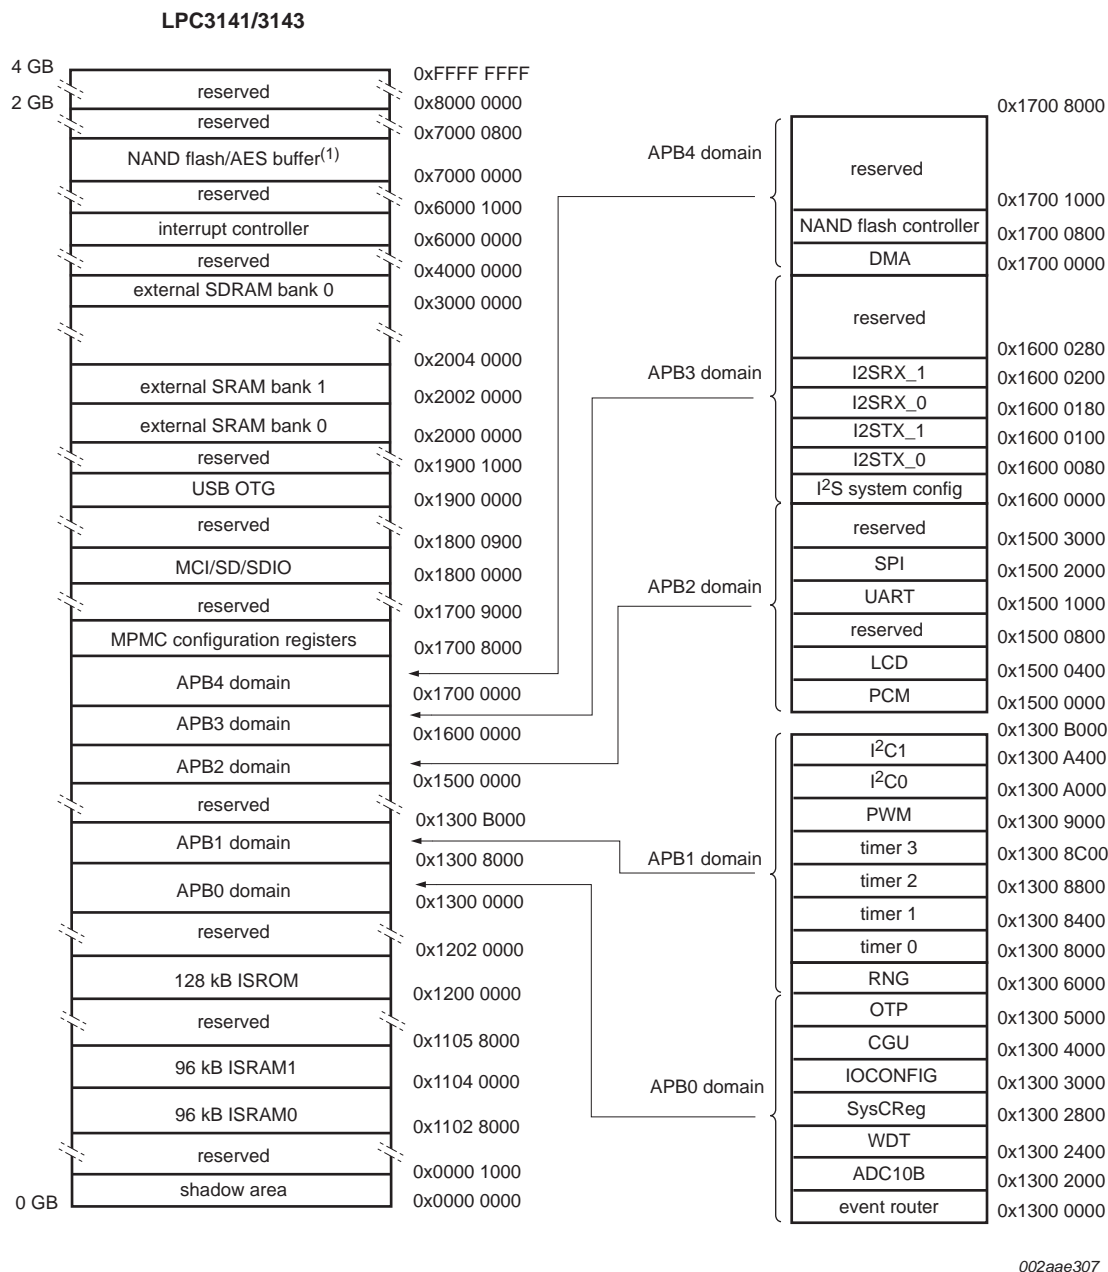 LPC3141/3143
4 GB
0xFFFF FFFF
reserved
2 GB
0x8000 0000
reserved
0x7000 0800
NAND flash/AES buffer(1)
0x7000 0000
reserved
0x6000 1000
interrupt controller
0x6000 0000
reserved
0x4000 0000
external SDRAM bank 0
0x3000 0000
0x2004 0000
external SRAM bank 1
0x2002 0000
external SRAM bank 0
0x2000 0000
reserved
0x1900 1000
USB OTG
0x1900 0000
reserved
0x1800 0900
MCI/SD/SDIO
0x1800 0000
reserved
0x1700 9000
MPMC configuration registers
0x1700 8000
APB4 domain
0x1700 0000
APB3 domain
0x1600 0000
APB2 domain
0x1500 0000
reserved
0x1300 B000
APB1 domain
0x1300 8000
APB0 domain
0x1300 0000
reserved
0x1202 0000
128 kB ISROM
0x1200 0000
reserved
0x1105 8000
96 kB ISRAM1
0x1104 0000
96 kB ISRAM0
0x1102 8000
reserved
0x0000 1000
shadow area
0 GB
0x0000 0000
0x1700 8000
APB4 domain
reserved
0x1700 1000
NAND flash controller
0x1700 0800
DMA
0x1700 0000
reserved
0x1600 0280
APB3 domain
I2SRX_1
0x1600 0200
I2SRX_0
0x1600 0180
I2STX_1
0x1600 0100
I2STX_0
0x1600 0080
I2S system config
0x1600 0000
reserved
0x1500 3000
SPI
0x1500 2000
APB2 domain
UART
0x1500 1000
reserved
0x1500 0800
LCD
0x1500 0400
PCM
0x1500 0000
0x1300 B000
I2C1
0x1300 A400
I2C0
0x1300 A000
PWM
0x1300 9000
timer 3
0x1300 8C00
APB1 domain
timer 2
0x1300 8800
timer 1
0x1300 8400
timer 0
0x1300 8000
RNG
0x1300 6000
OTP
0x1300 5000
CGU
0x1300 4000
IOCONFIG
0x1300 3000
APB0 domain
SysCReg
0x1300 2800
WDT
0x1300 2400
ADC10B
0x1300 2000
event router
0x1300 0000
002aae307